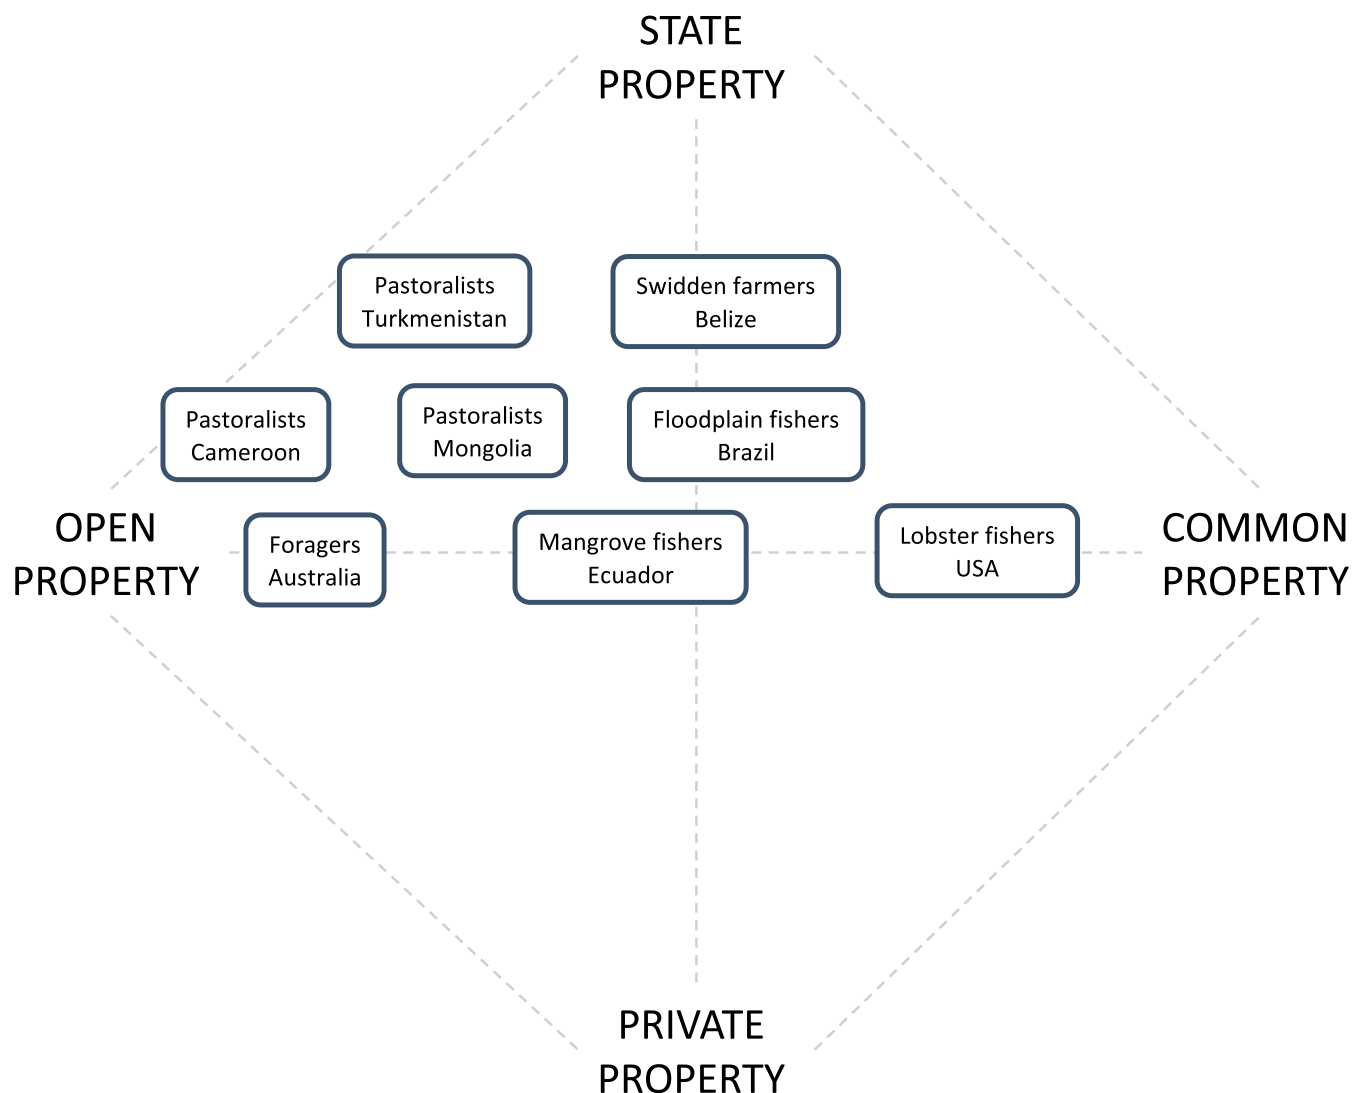 STATE
PROPERTY
Pastoralists
Turkmenistan
Swidden farmers
Belize
Pastoralists
Cameroon
Pastoralists
Mongolia
Floodplain fishers
Brazil
OPEN
PROPERTY
Foragers
Australia
Mangrove fishers
Ecuador
Lobster fishers
USA
COMMON
PROPERTY
PRIVATE
PROPERTY